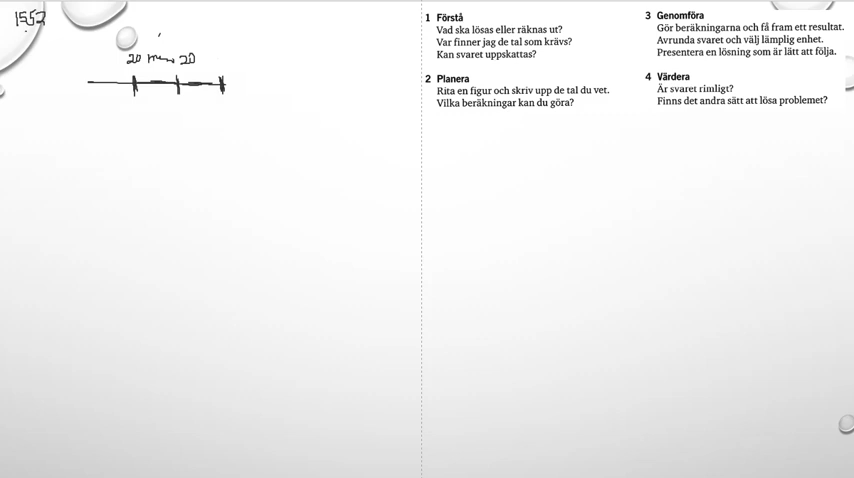 1552
20 min 20
1 Förstå
Vad ska lösas eller räknas ut?
Var finner jag de tal som krävs?
Kan svaret uppskattas?
2 Planera
Rita en figur och skriv upp de tal du vet.
Vilka beräkningar kan du göra?
3 Genomföra
Gör beräkningarna och få fram ett resultat.
Avrunda svaret och välj lämplig enhet.
Presentera en lösning som är lätt att följa.
4 Värdera
Är svaret rimligt?
Finns det andra sätt att lösa problemet?